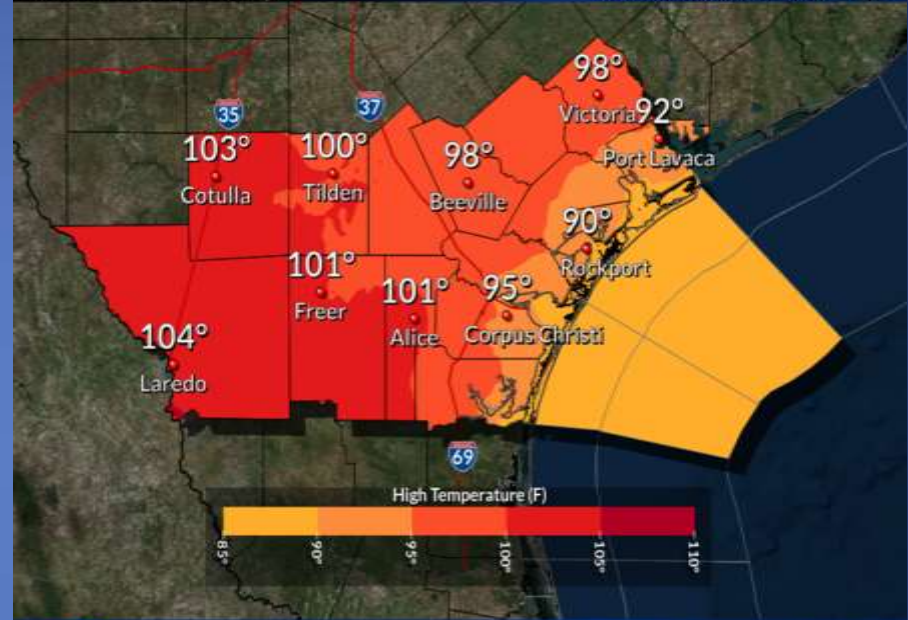 98°
Victoria
92°
Port Lavaca
35
37
103°
Cotulla
100°
Tilden
98°
Beeville
90°
Rockport
101°
Freer
101°
Alice
95°
Corpus Christi
104°
Laredo
69
High Temperature (F)
85°
90°
95°
100°
105°
110°